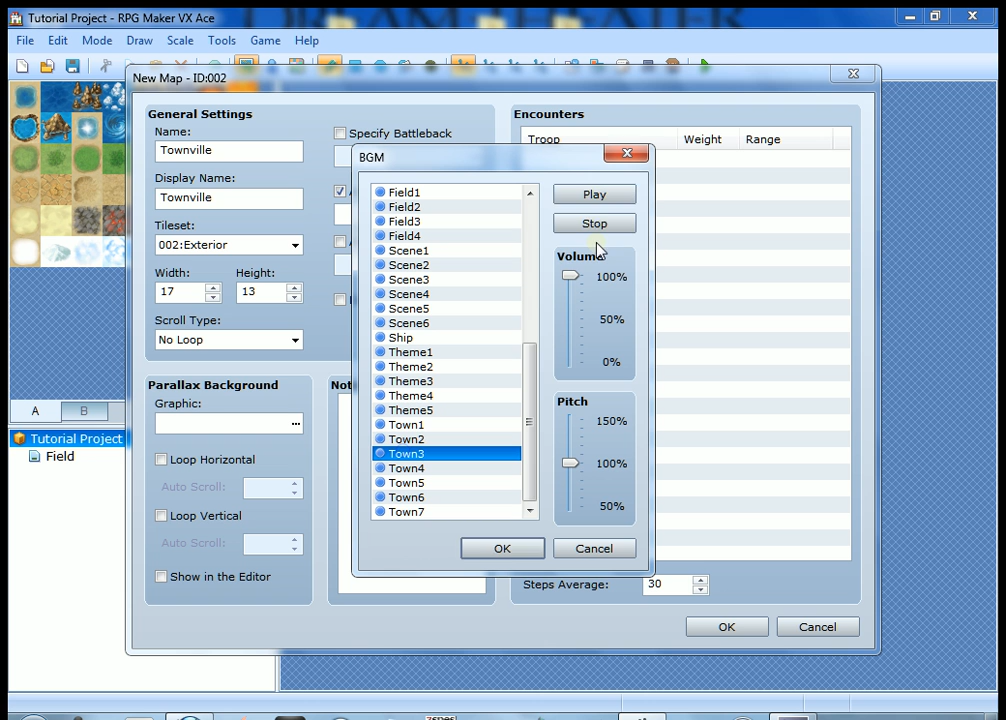 DREAM THEATER
Tutorial Project - RPG Maker VX Ace
File Edit Mode Draw Scale Tools Game Help
New Map - ID:002
General Settings
Name:
Townville
Display Name:
Townville
Tileset:
002:Exterior
Width: Height:
17 13
Scroll Type:
No Loop
Specify Battleback
A
Parallax Background
Graphic:
...
Loop Horizontal
Auto Scroll:
Loop Vertical
Auto Scroll:
Show in the Editor
Not
Encounters
Troop Weight Range
Steps Average: 30
OK Cancel
BGM
Field1
Field2
Field3
Field4
Scene1
Scene2
Scene3
Scene4
Scene5
Scene6
Ship
Theme1
Theme2
Theme3
Theme4
Theme5
Town1
Town2
Town3
Town4
Town5
Town6
Town7
Play
Stop
Volume
100%
50%
0%
Pitch
150%
100%
50%
OK Cancel
A B
Tutorial Project
Field